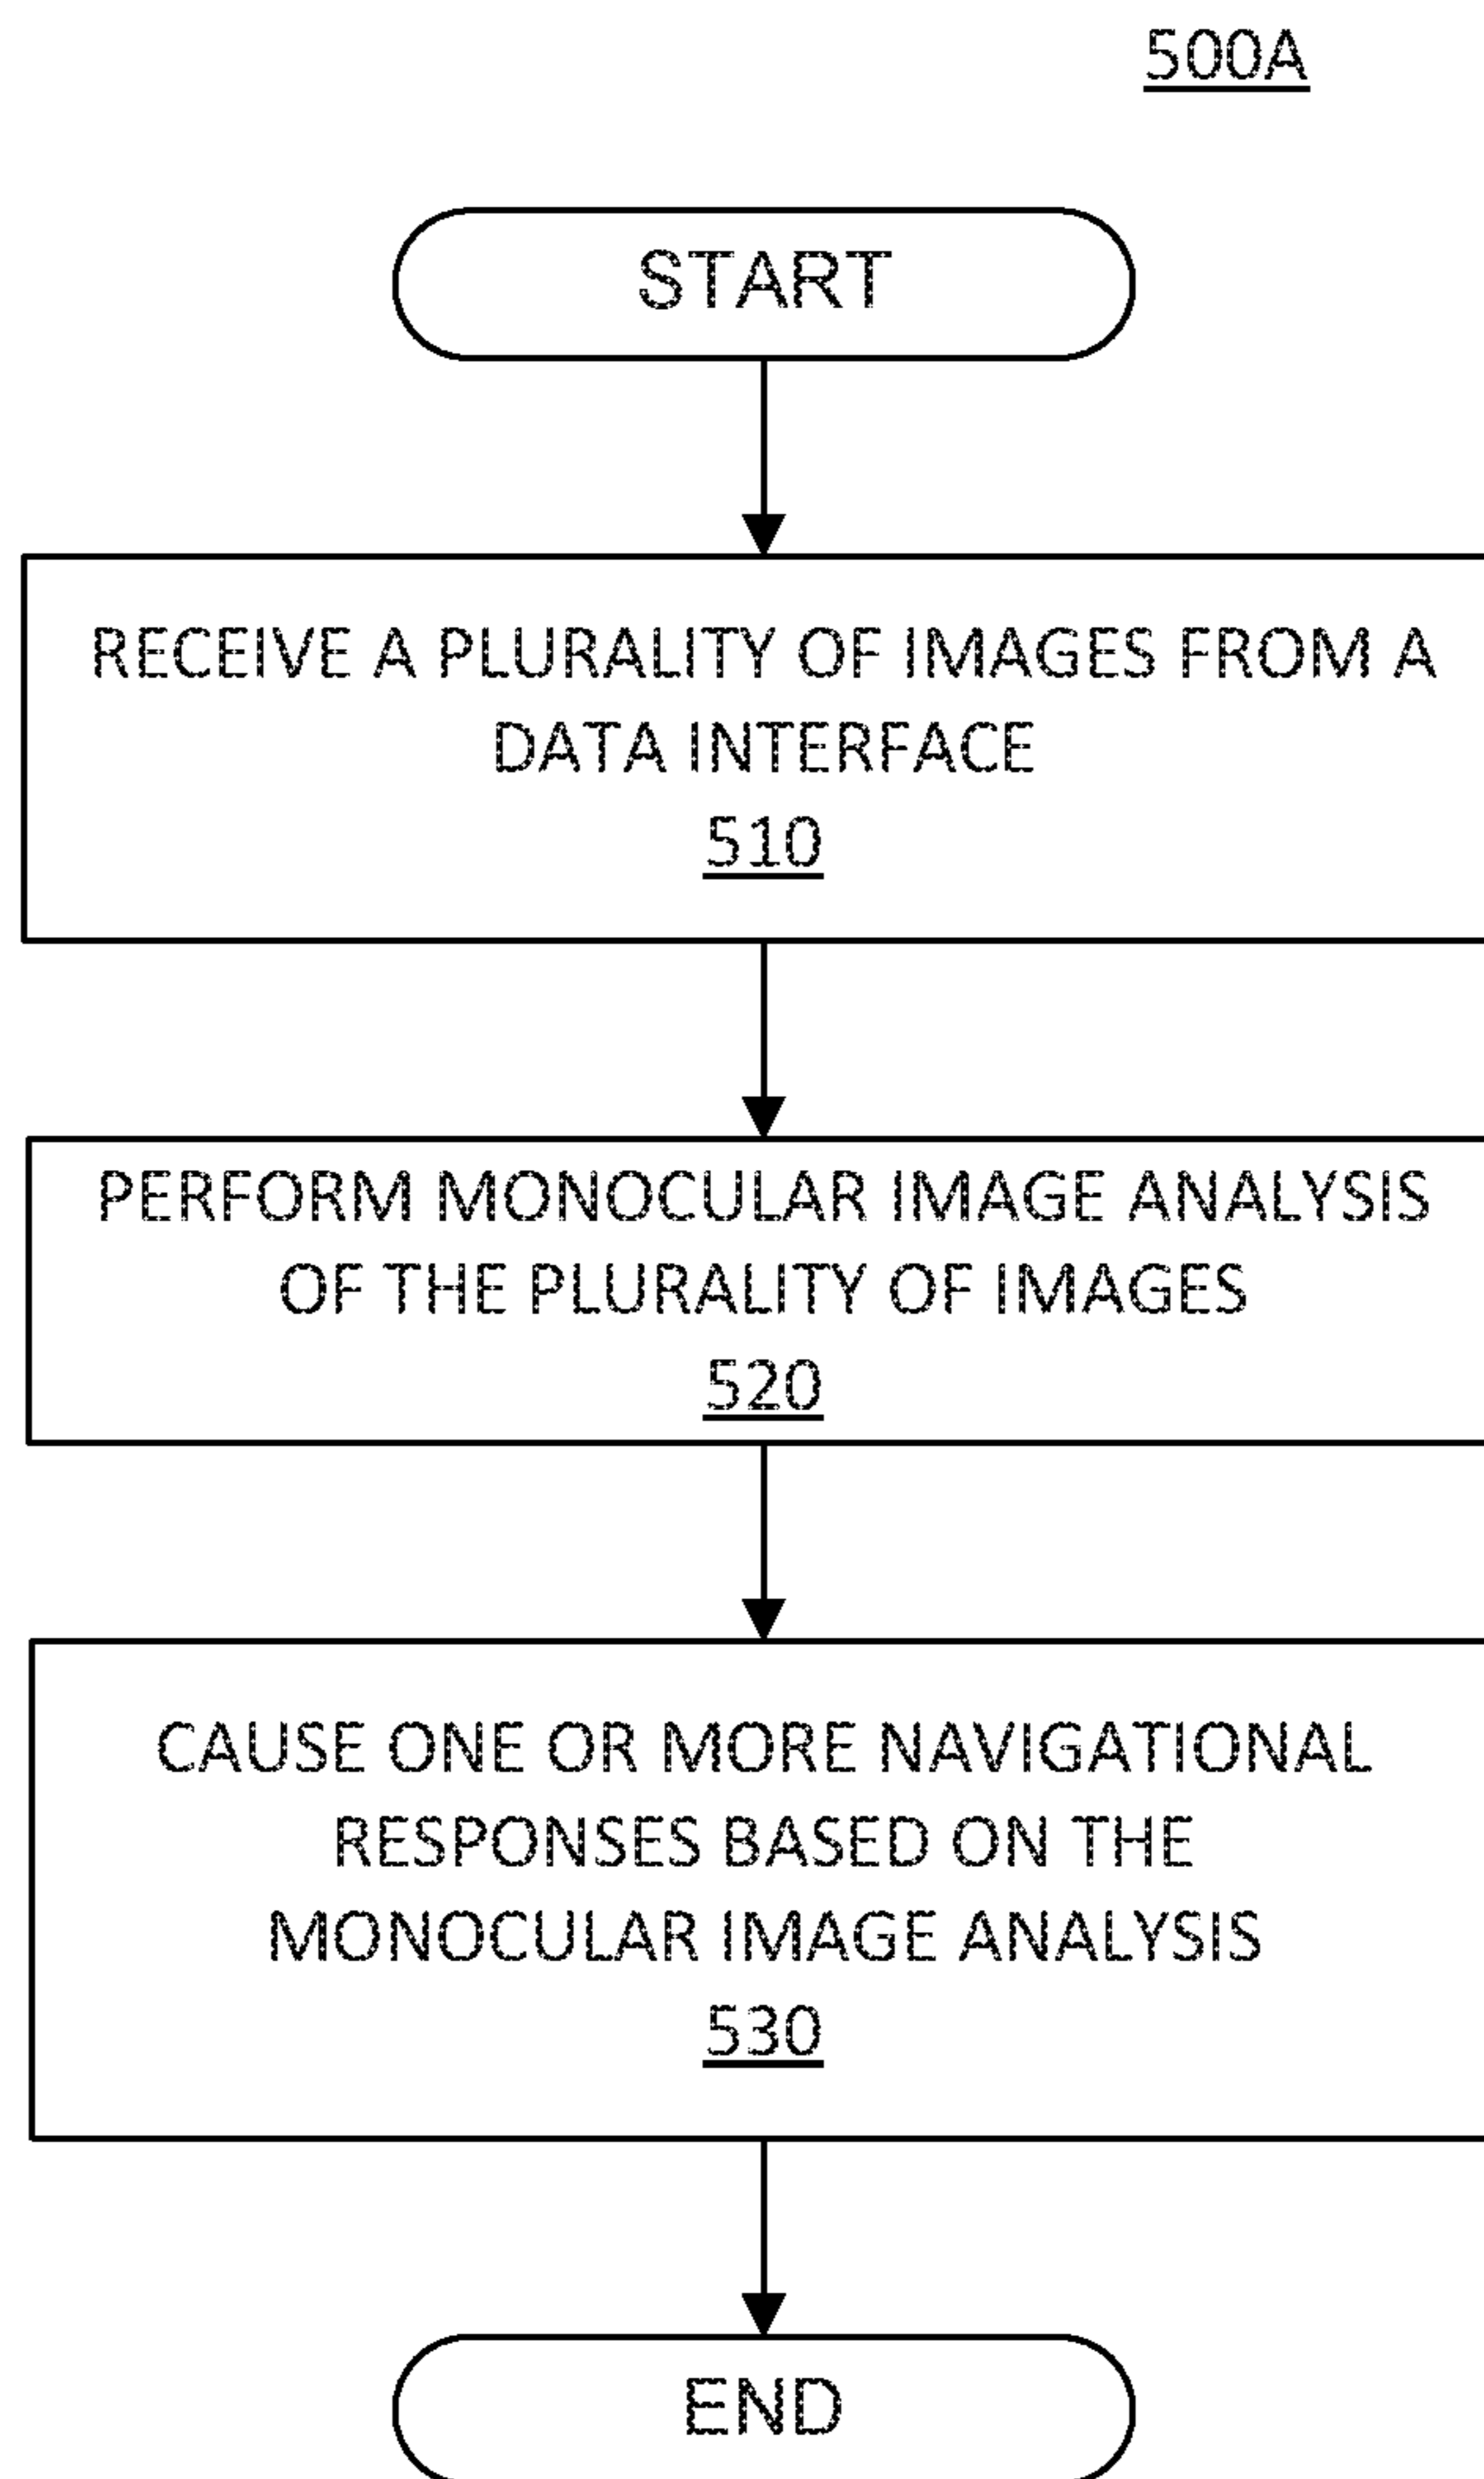 500A
START
RECEIVE A PLURALITY OF IMAGES FROM A
DATA INTERFACE
510
PERFORM MONOCULAR IMAGE ANALYSIS
OF THE PLURALITY OF IMAGES
520
CAUSE ONE OR MORE NAVIGATIONAL
RESPONSES BASED ON THE
MONOCULAR IMAGE ANALYSIS
530
END